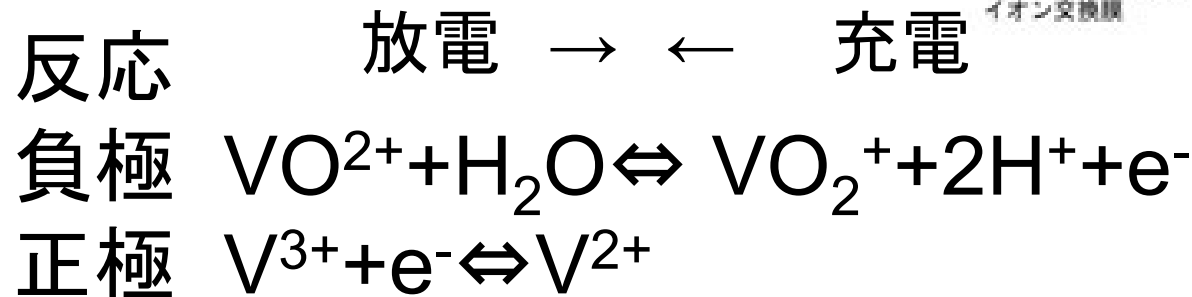 イオン交換膜
放電 → ← 充電
反応
負極 VO²⁺+H₂O⇔ VO₂⁺+2H⁺+e⁻
正極 V³⁺+e⁻⇔V²⁺